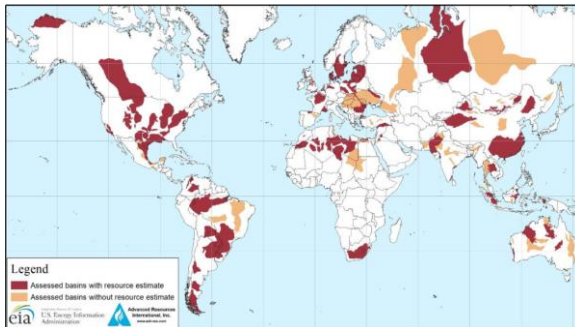 Legend
Assessed basins with resource estimate
Assessed basins without resource estimate
eia
U.S. Energy Information
Administration
Advanced Resources
International, Inc.